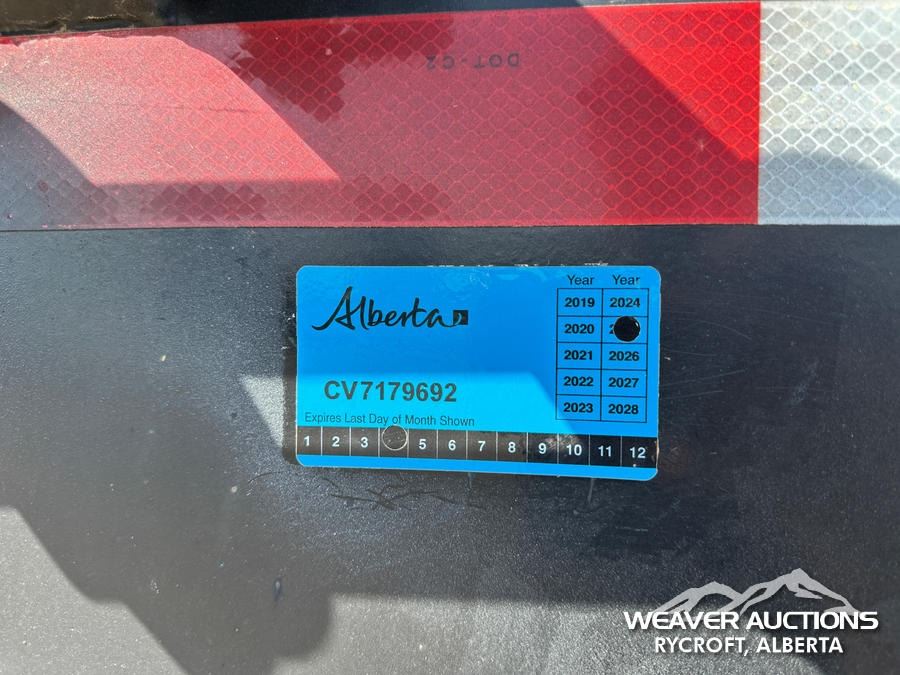 DOT-C2
Alberta
Year Year
2019 2024
2020
2021 2026
2022 2027
2023 2028
CV7179692
Expires Last Day of Month Shown
1 2 3 5 6 7 8 9 10 11 12
WEAVER AUCTIONS
RYCROFT, ALBERTA